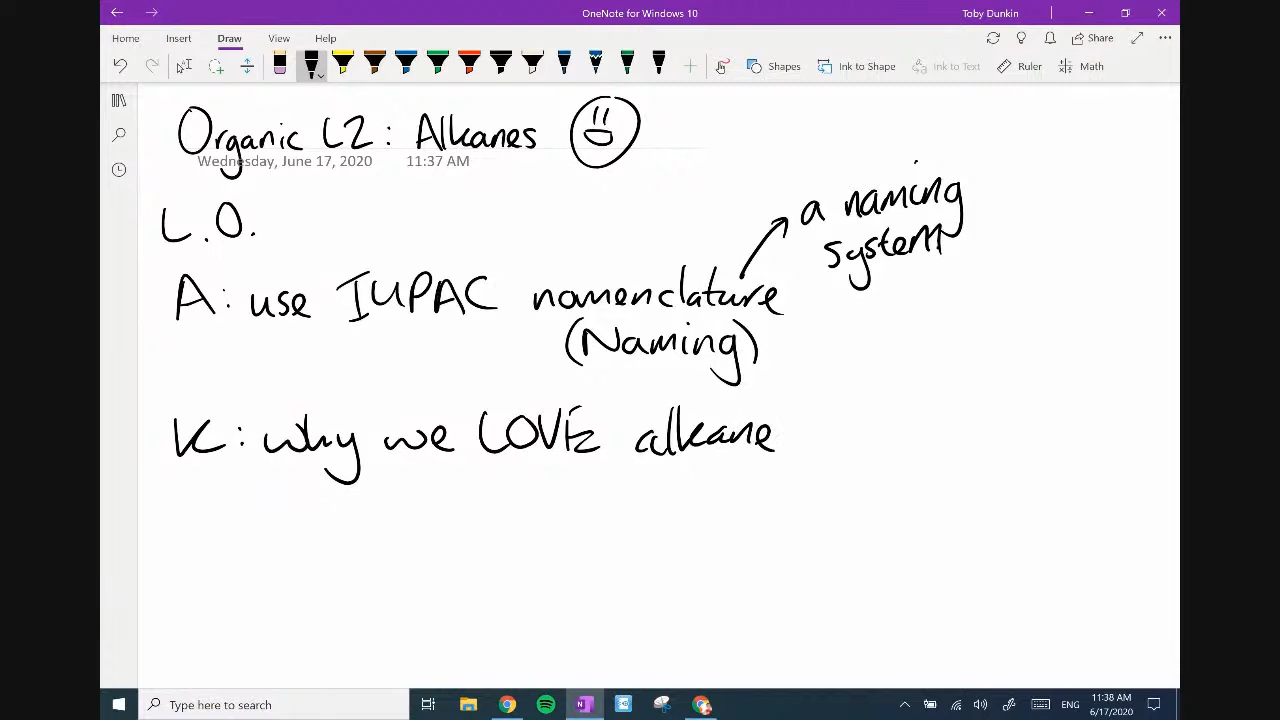 OneNote for Windows 10
Toby Dunkin
Home Insert Draw View Help
Share
Shapes Ink to Shape Ink to Text Ruler Math
Organic L2: Alkanes
Wednesday, June 17, 2020 11:37 AM
L.O.
a naming
system
A: use IUPAC nomenclature
(Naming)
K: why we LOVE alkane
Type here to search
ENG
11:38 AM
6/17/2020